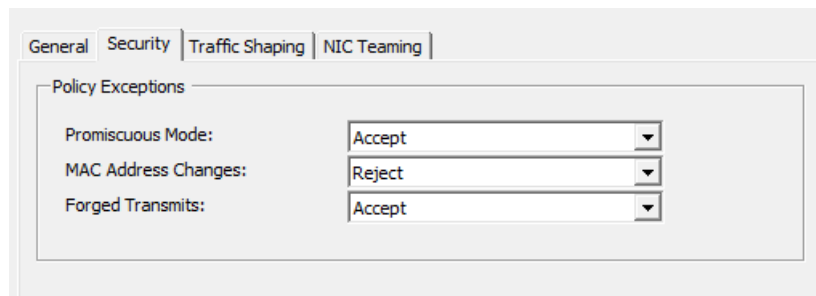 General Security Traffic Shaping NIC Teaming
Policy Exceptions
Promiscuous Mode: Accept
MAC Address Changes: Reject
Forged Transmits: Accept